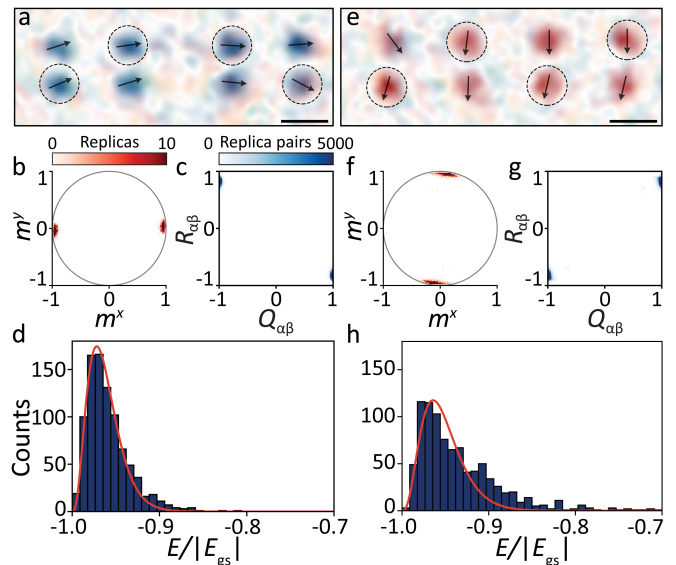 a
e
0 Replicas 10
0 Replica pairs 5000
b
c
f
g
1
0
-1
m^y
-1 0 1
m^x
1
0
-1
R_αβ
-1 0 1
Q_αβ
1
0
-1
m^y
-1 0 1
m^x
1
0
-1
R_αβ
-1 0 1
Q_αβ
d
150
100
50
0
Counts
-1.0 -0.9 -0.8 -0.7
E/|E_gs|
h
150
100
50
0
-1.0 -0.9 -0.8 -0.7
E/|E_gs|